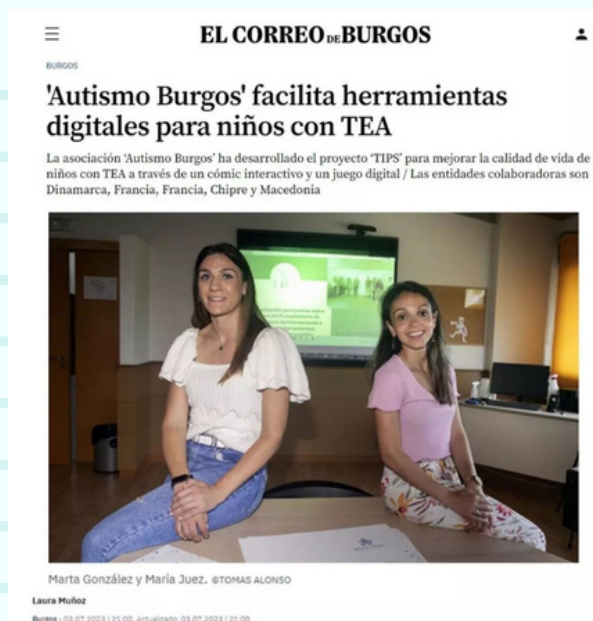 EL CORREO DE BURGOS
BURGOS
'Autismo Burgos' facilita herramientas
digitales para niños con TEA
La asociación 'Autismo Burgos' ha desarrollado el proyecto 'TIPS' para mejorar la calidad de vida de
niños con TEA a través de un cómic interactivo y un juego digital / Las entidades colaboradoras son
Dinamarca, Francia, Francia, Chipre y Macedonia
Marta González y María Juez. ©TOMAS ALONSO
Laura Muñoz
Burgos - 03.07.2023 | 21:00. Actualizado: 03.07.2023 | 21:00